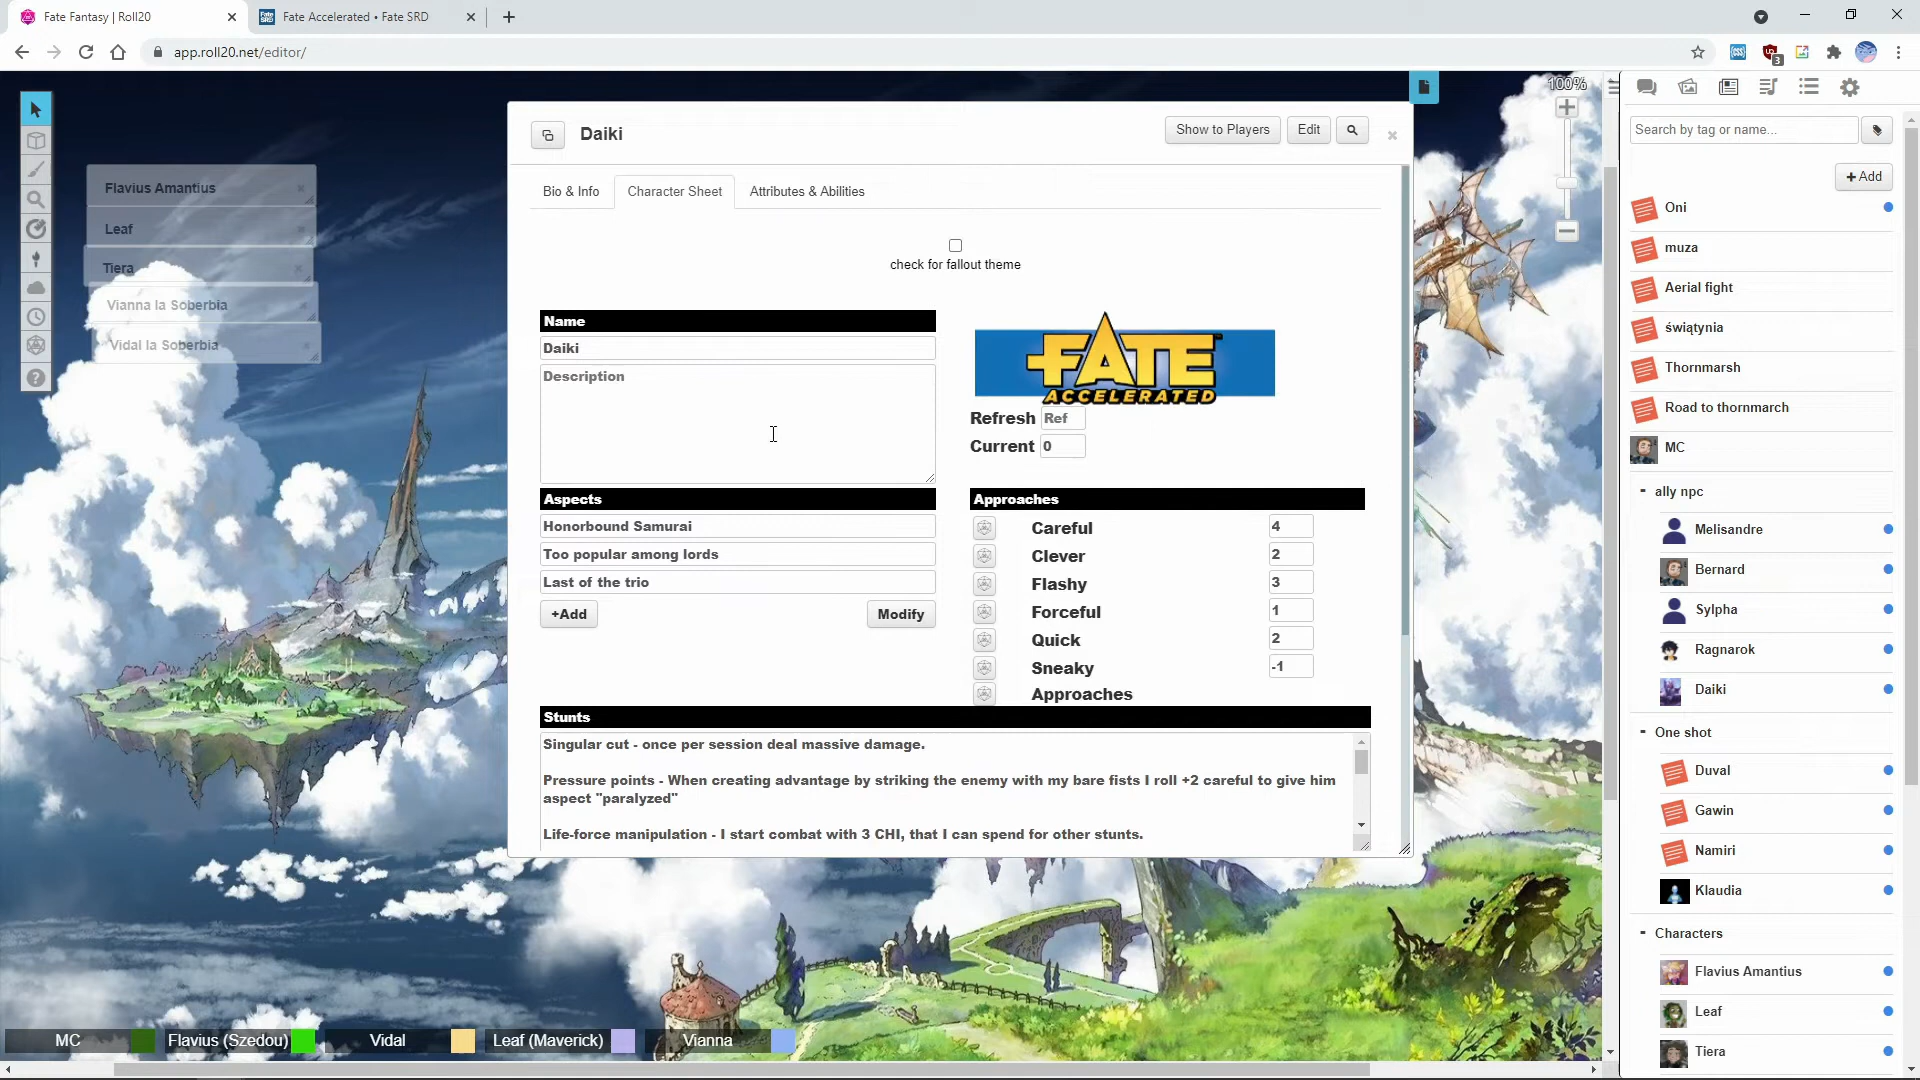 Fate Fantasy | Roll20
Fate Accelerated • Fate SRD
app.roll20.net/editor/
3
100%
Flavius Amantius
Leaf
Tiera
Vianna la Soberbia
Vidal la Soberbia
Daiki
Show to Players
Edit
Bio & Info
Character Sheet
Attributes & Abilities
check for fallout theme
Name
Daiki
Description
FATE
ACCELERATED
Refresh Ref
Current 0
Aspects
Honorbound Samurai
Too popular among lords
Last of the trio
+Add
Modify
Approaches
Careful 4
Clever 2
Flashy 3
Forceful 1
Quick 2
Sneaky -1
Approaches
Stunts
Singular cut - once per session deal massive damage.
Pressure points - When creating advantage by striking the enemy with my bare fists I roll +2 careful to give him
aspect "paralyzed"
Life-force manipulation - I start combat with 3 CHI, that I can spend for other stunts.
Search by tag or name...
+ Add
Oni
muza
Aerial fight
świątynia
Thornmarsh
Road to thornmarch
MC
- ally npc
Melisandre
Bernard
Sylpha
Ragnarok
Daiki
- One shot
Duval
Gawin
Namiri
Klaudia
- Characters
Flavius Amantius
Leaf
Tiera
MC
Flavius (Szedou)
Vidal
Leaf (Maverick)
Vianna